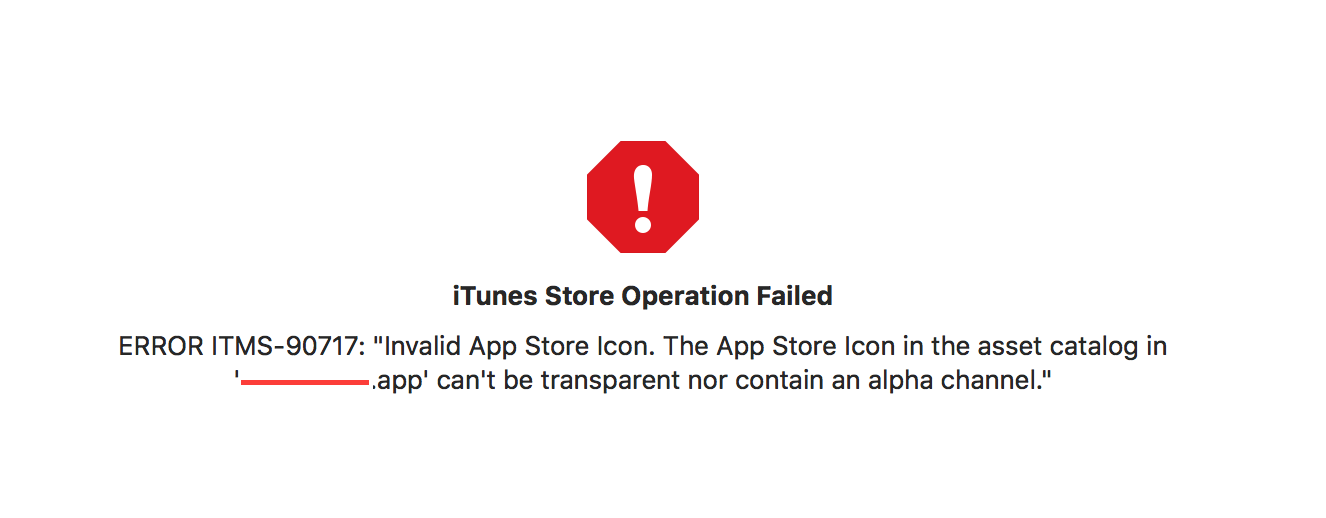 iTunes Store Operation Failed
ERROR ITMS-90717: "Invalid App Store Icon. The App Store Icon in the asset catalog in
' .app' can't be transparent nor contain an alpha channel."